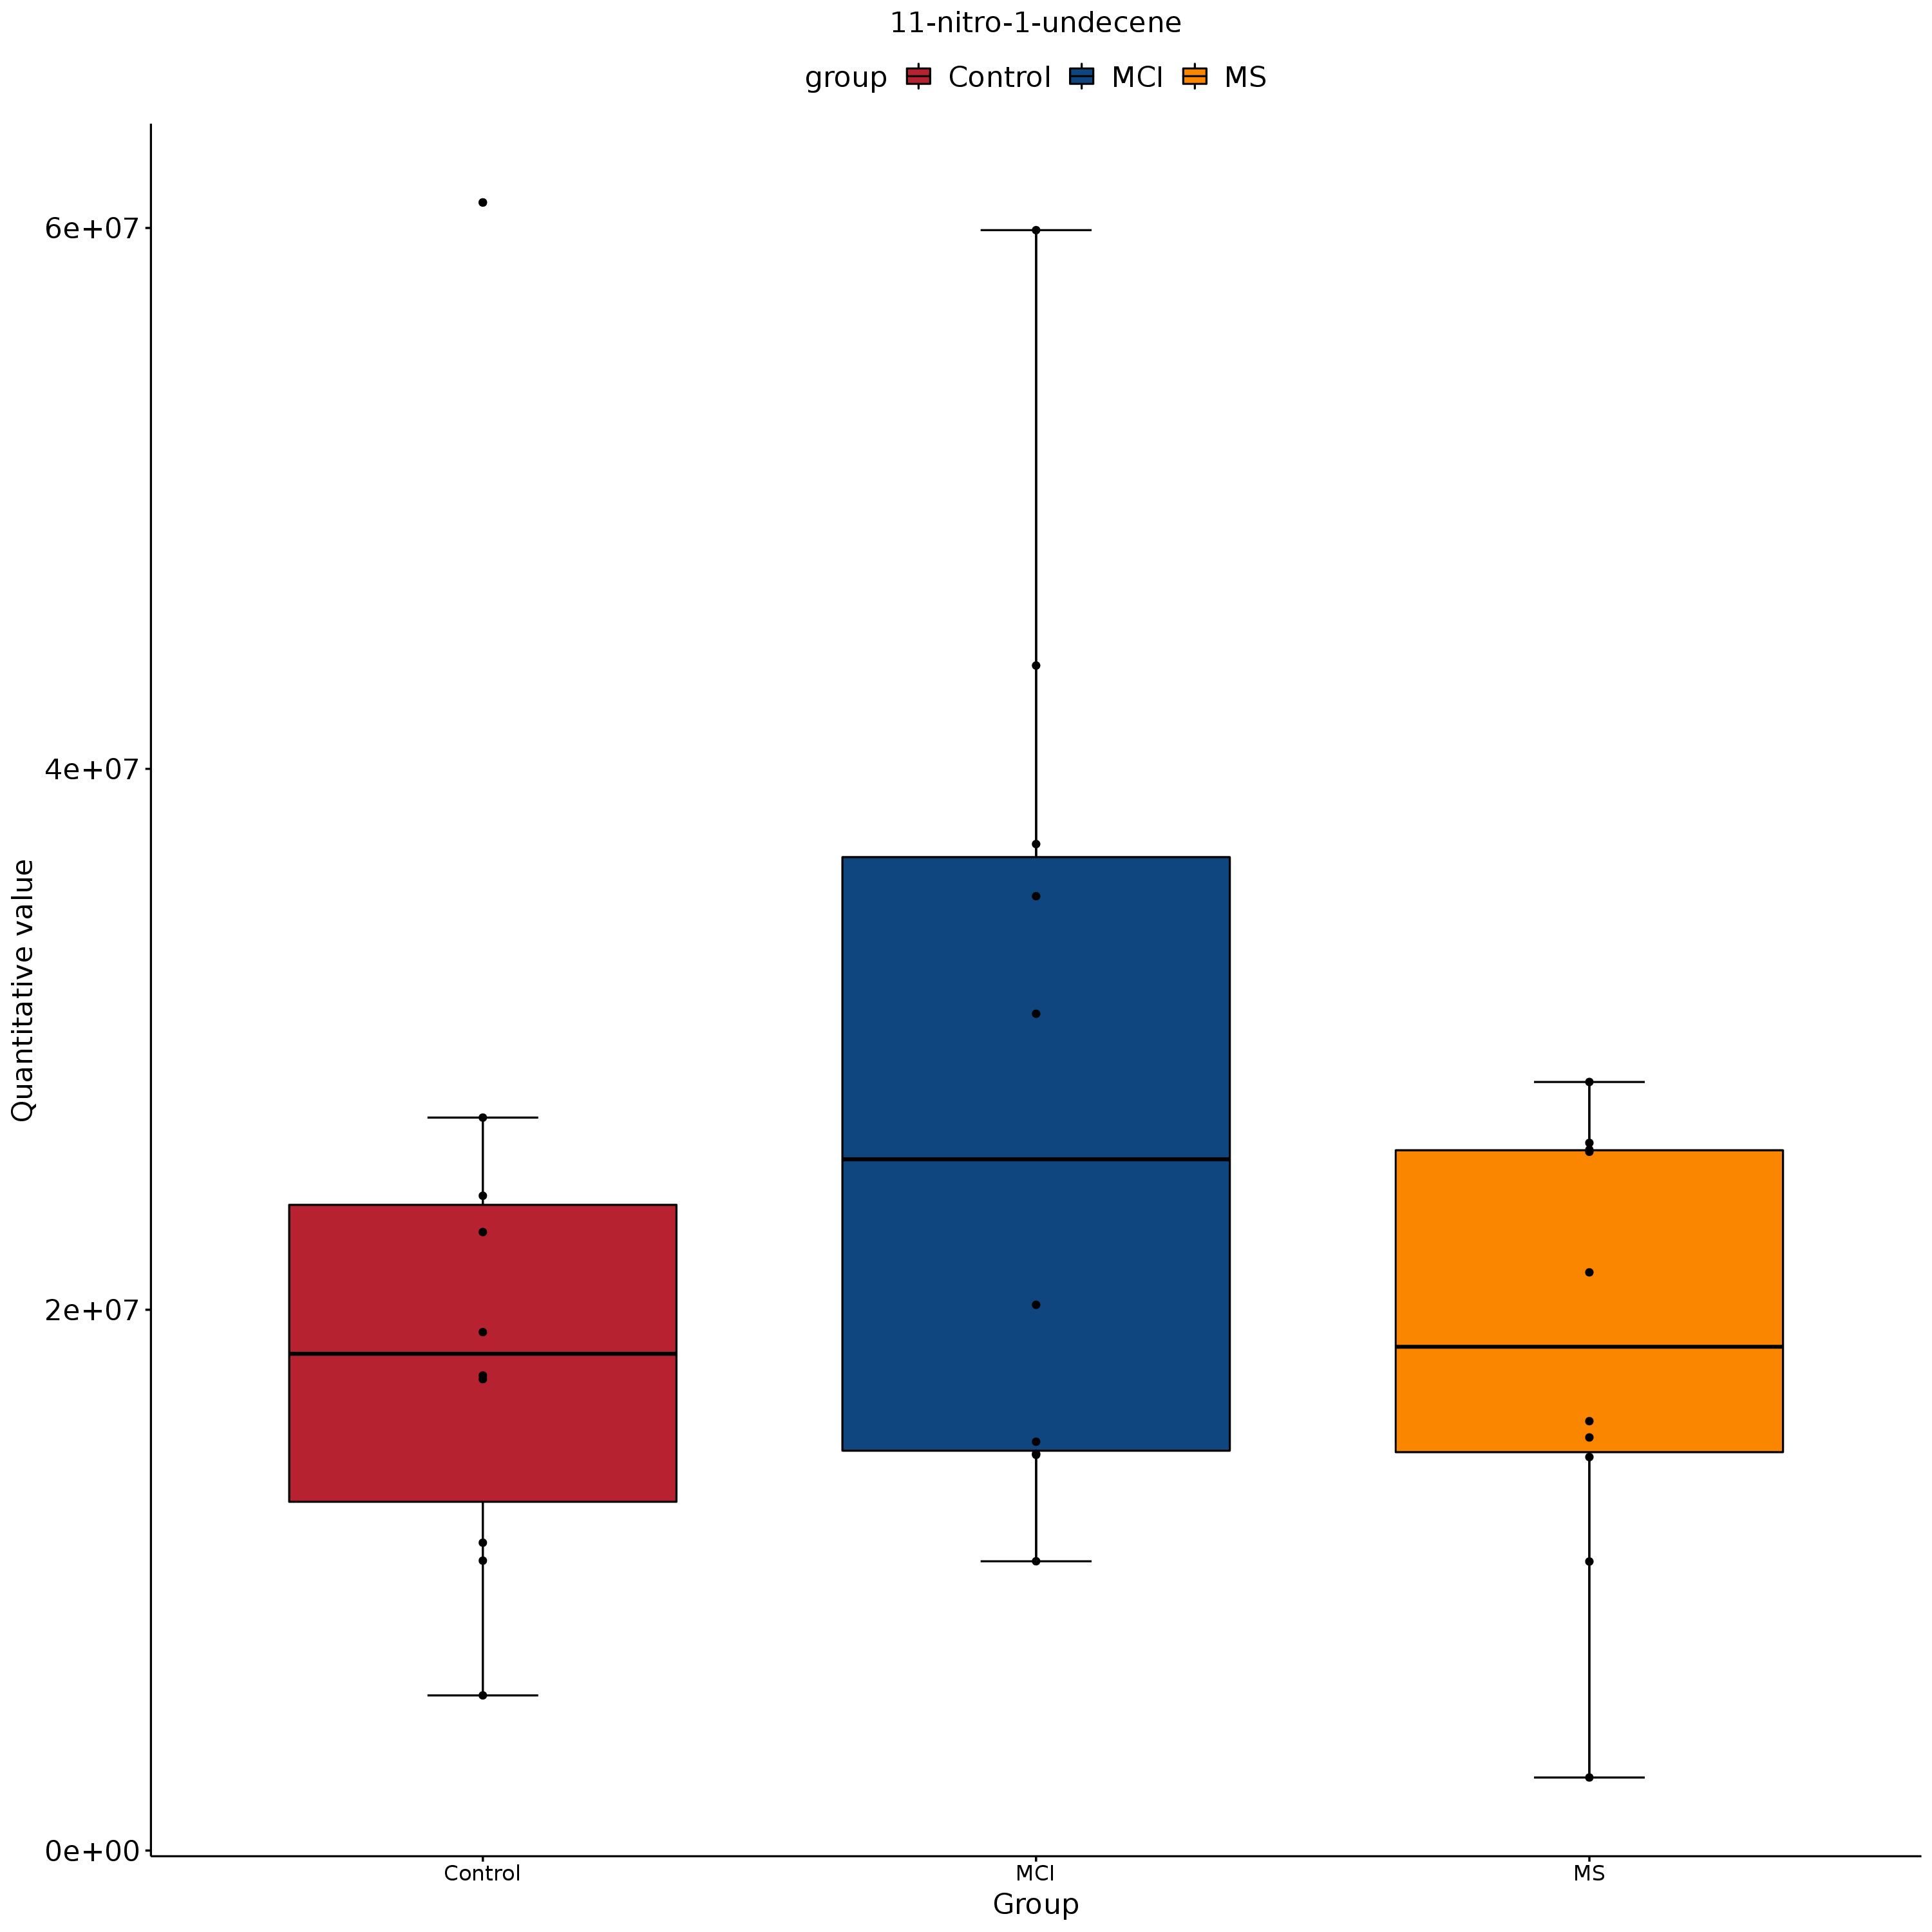 11-nitro-1-undecene
group Control MCI MS
6e+07
4e+07
2e+07
0e+00
Quantitative value
Control MCI MS
Group